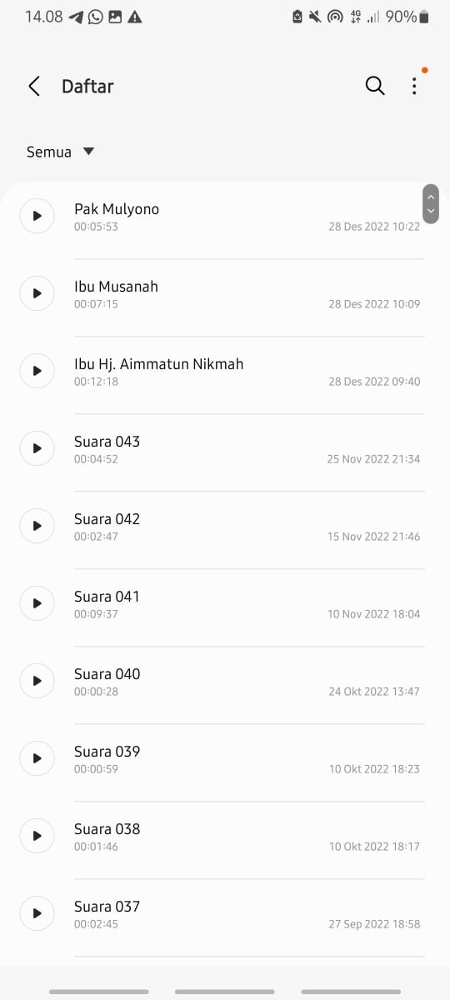 14.08 4G 90%
Daftar
Semua
Pak Mulyono
00:05:53 28 Des 2022 10:22
Ibu Musanah
00:07:15 28 Des 2022 10:09
Ibu Hj. Aimmatun Nikmah
00:12:18 28 Des 2022 09:40
Suara 043
00:04:52 25 Nov 2022 21:34
Suara 042
00:02:47 15 Nov 2022 21:46
Suara 041
00:09:37 10 Nov 2022 18:04
Suara 040
00:00:28 24 Okt 2022 13:47
Suara 039
00:00:59 10 Okt 2022 18:23
Suara 038
00:01:46 10 Okt 2022 18:17
Suara 037
00:02:45 27 Sep 2022 18:58